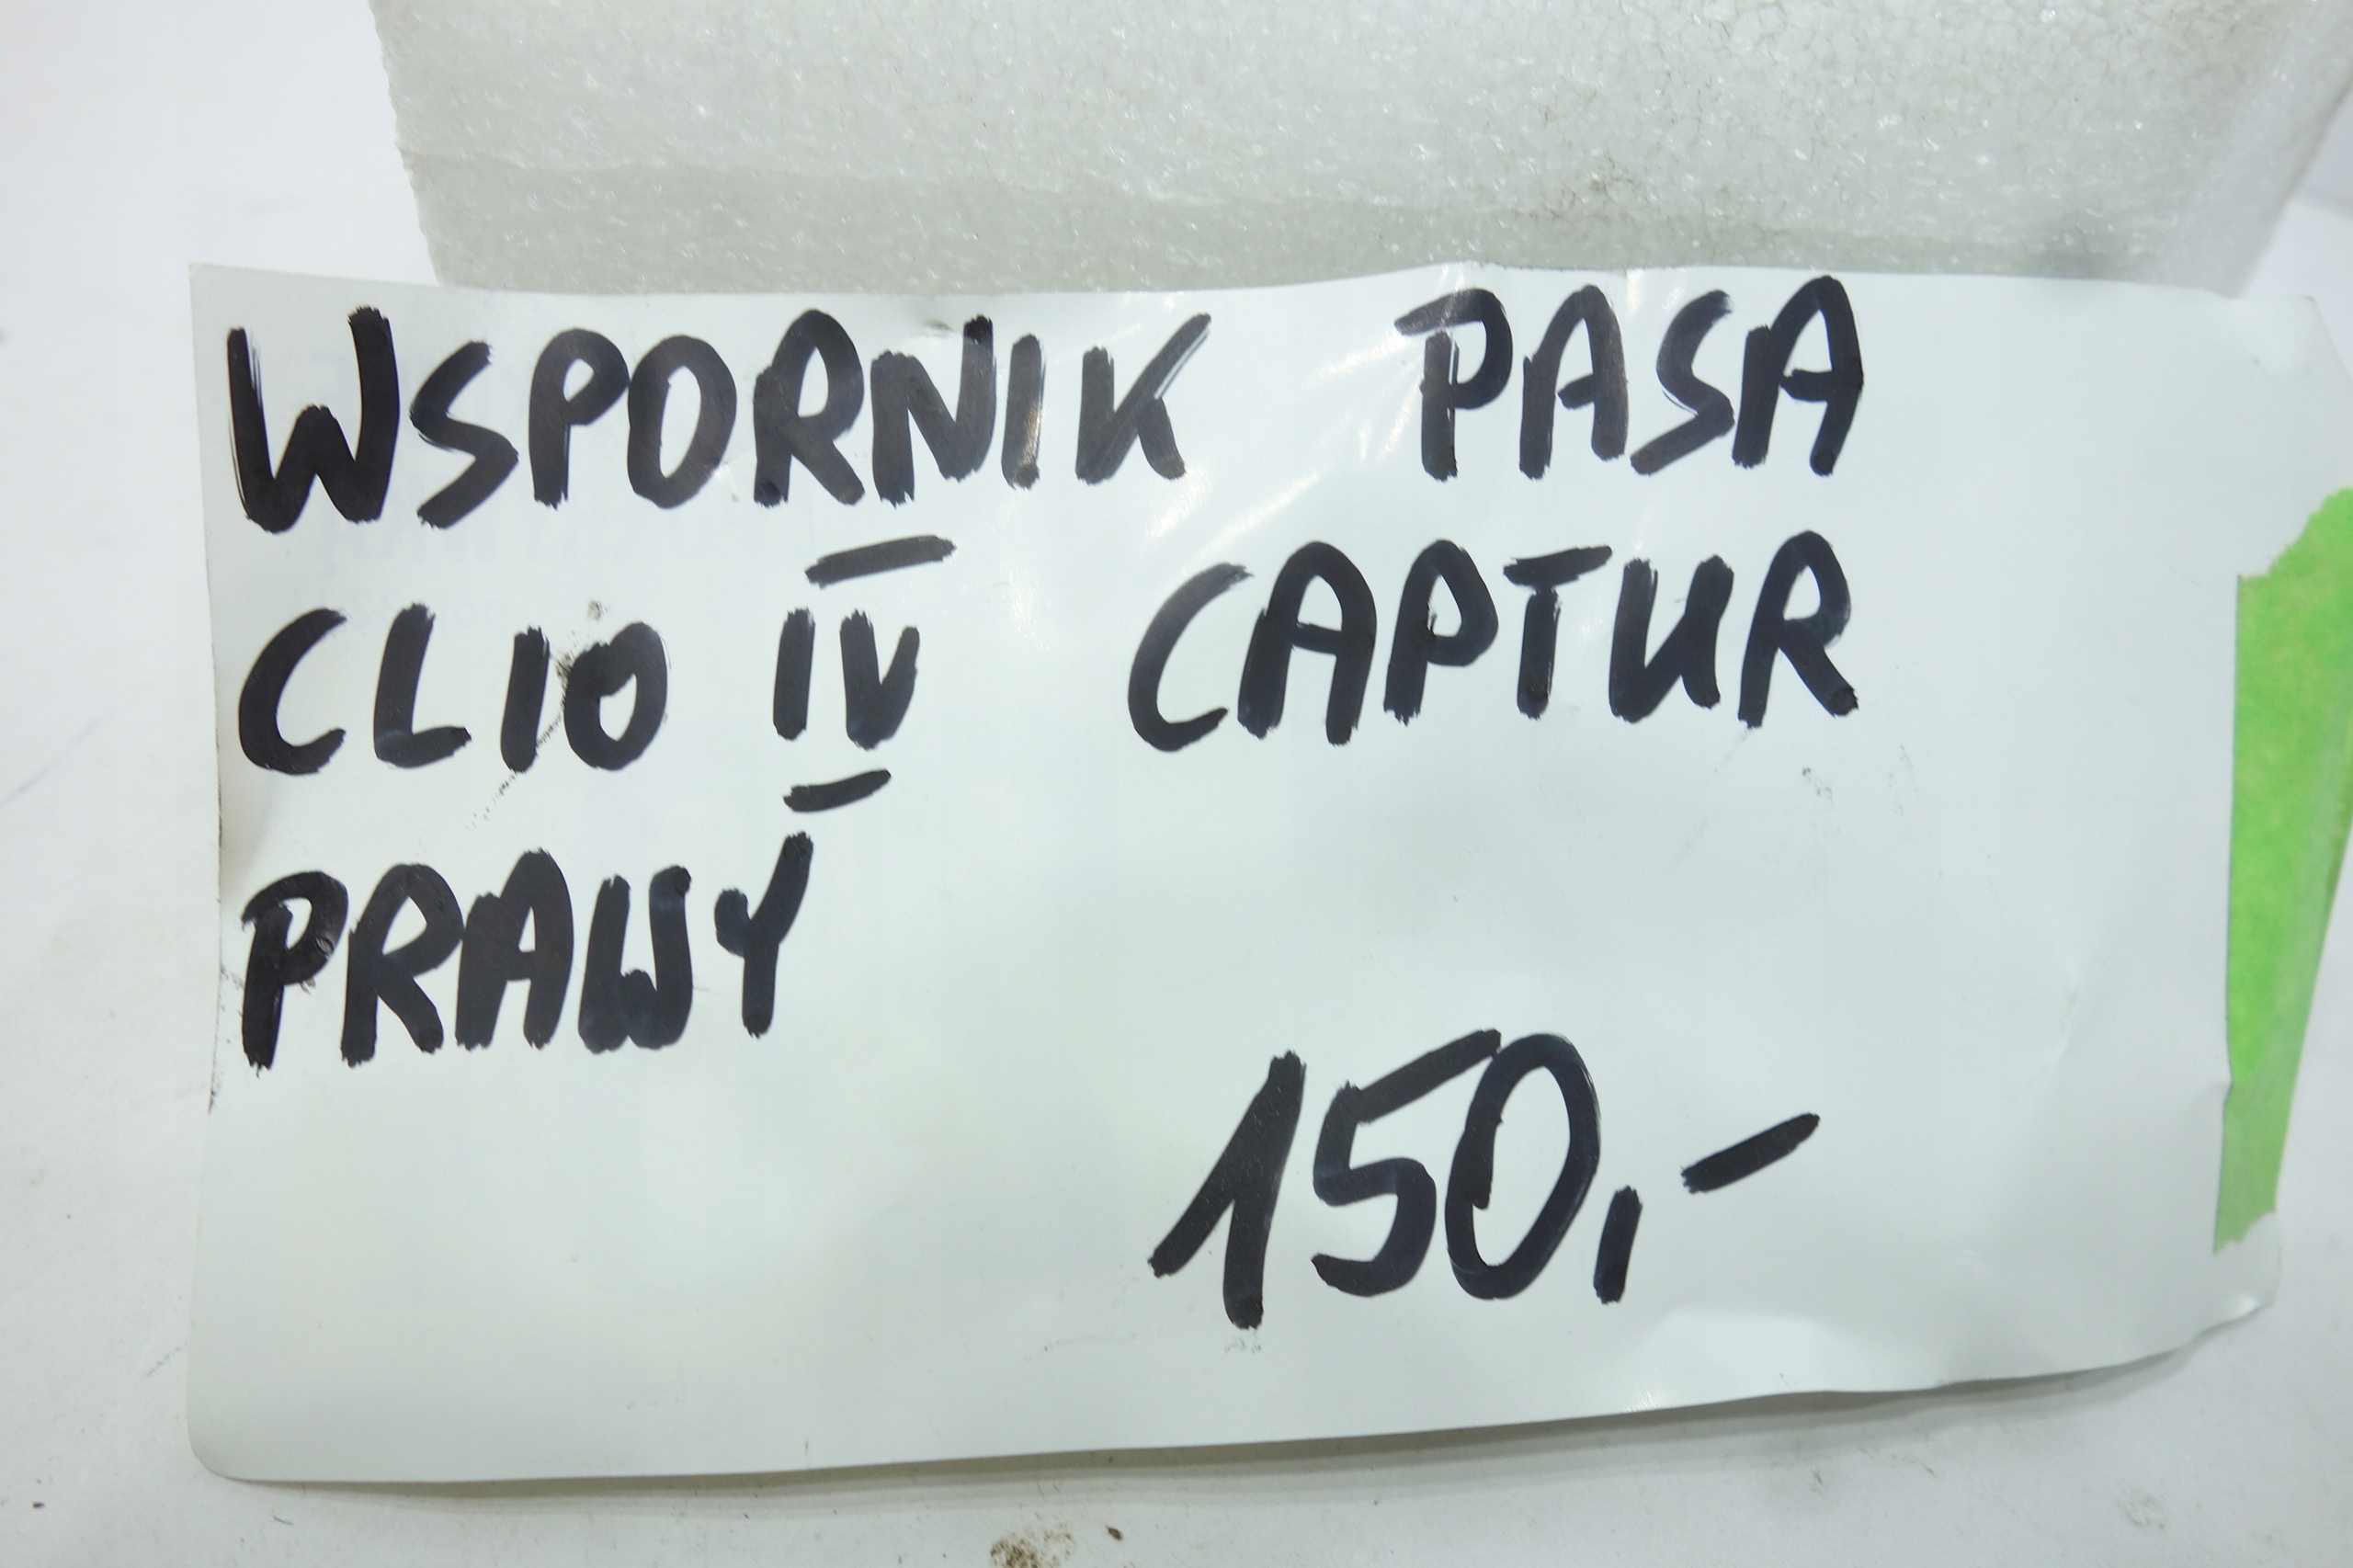 WSPORNIK PASA
CLIO IV CAPTUR
PRAWY
150,-